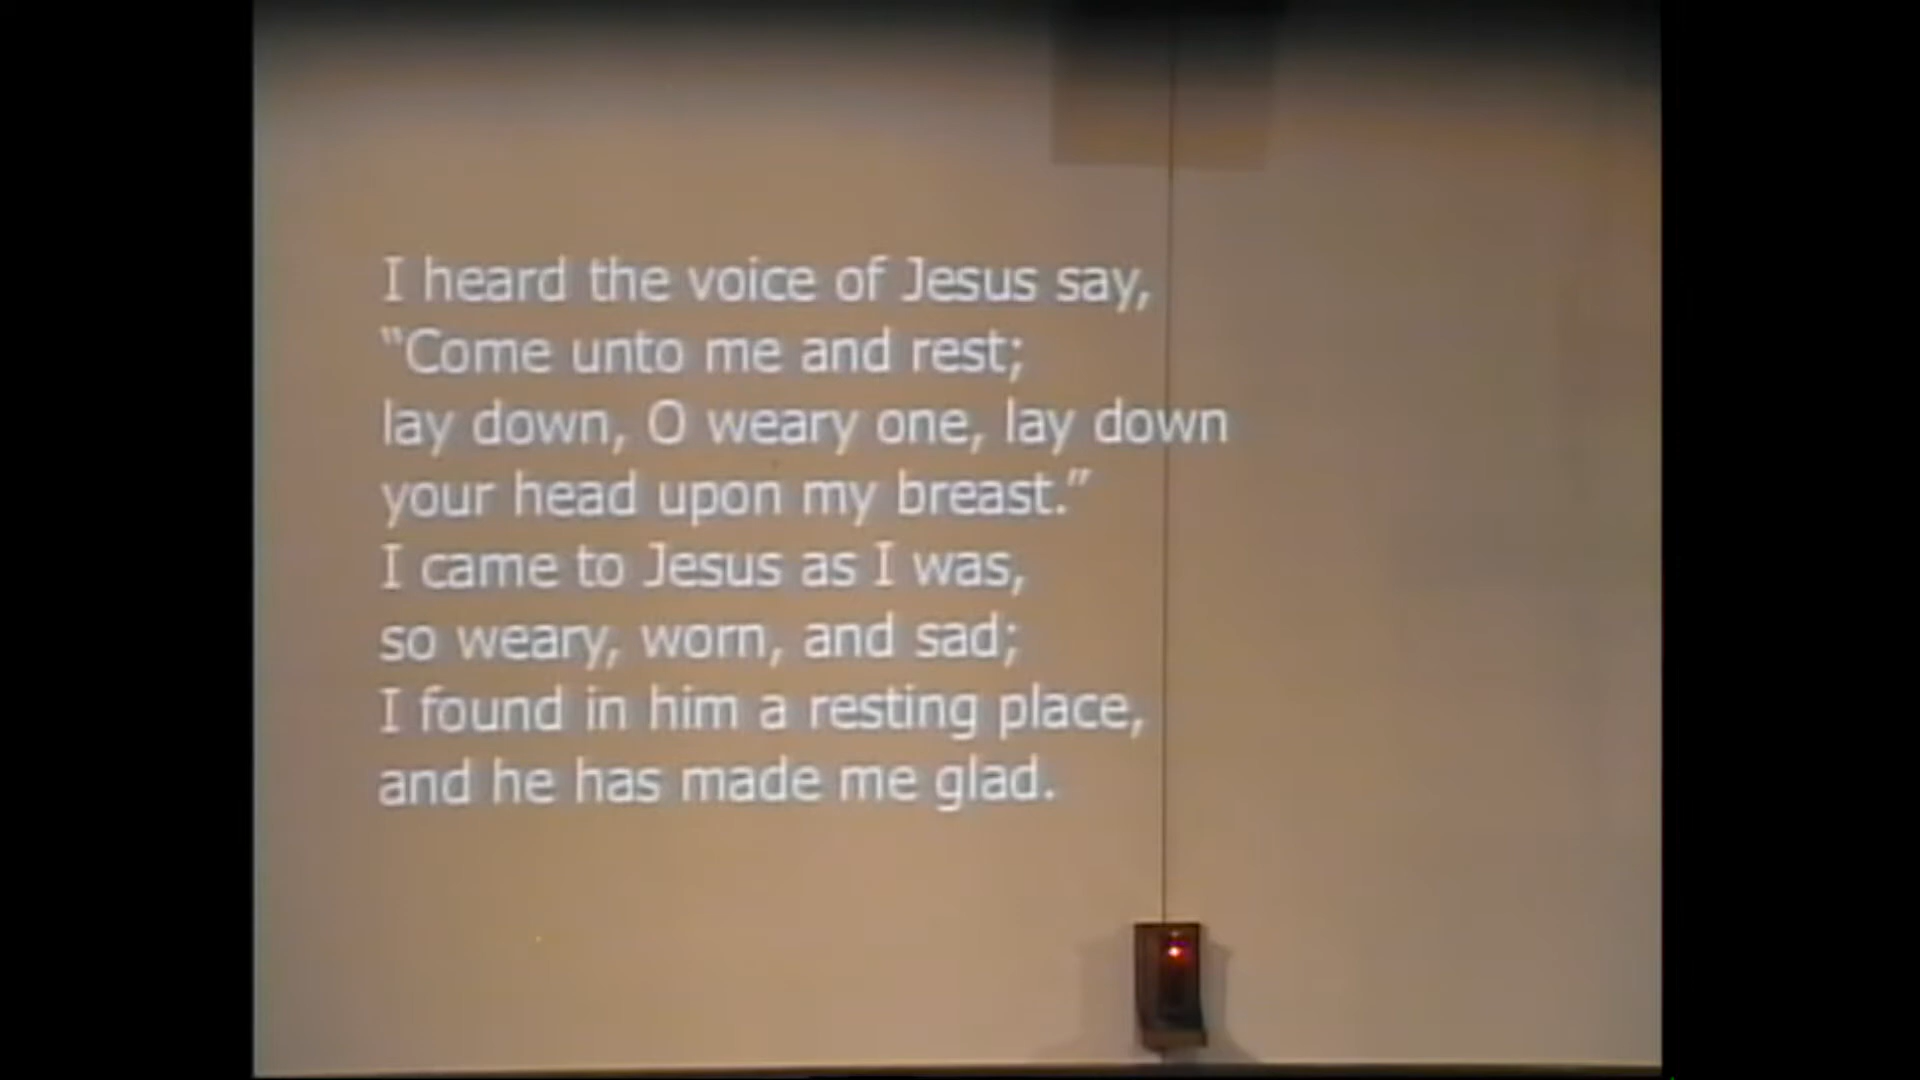 I heard the voice of Jesus say,
“Come unto me and rest;
lay down, O weary one, lay down
your head upon my breast.”
I came to Jesus as I was,
so weary, worn, and sad;
I found in him a resting place,
and he has made me glad.